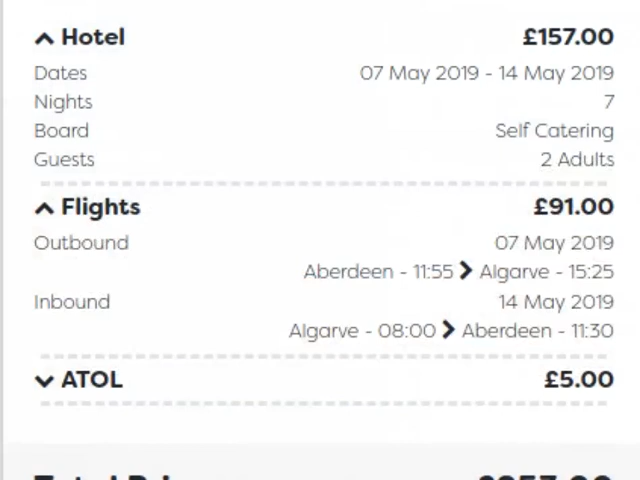 Hotel £157.00
Dates 07 May 2019 - 14 May 2019
Nights 7
Board Self Catering
Guests 2 Adults
Flights £91.00
Outbound 07 May 2019
Aberdeen - 11:55 Algarve - 15:25
Inbound 14 May 2019
Algarve - 08:00 Aberdeen - 11:30
ATOL £5.00